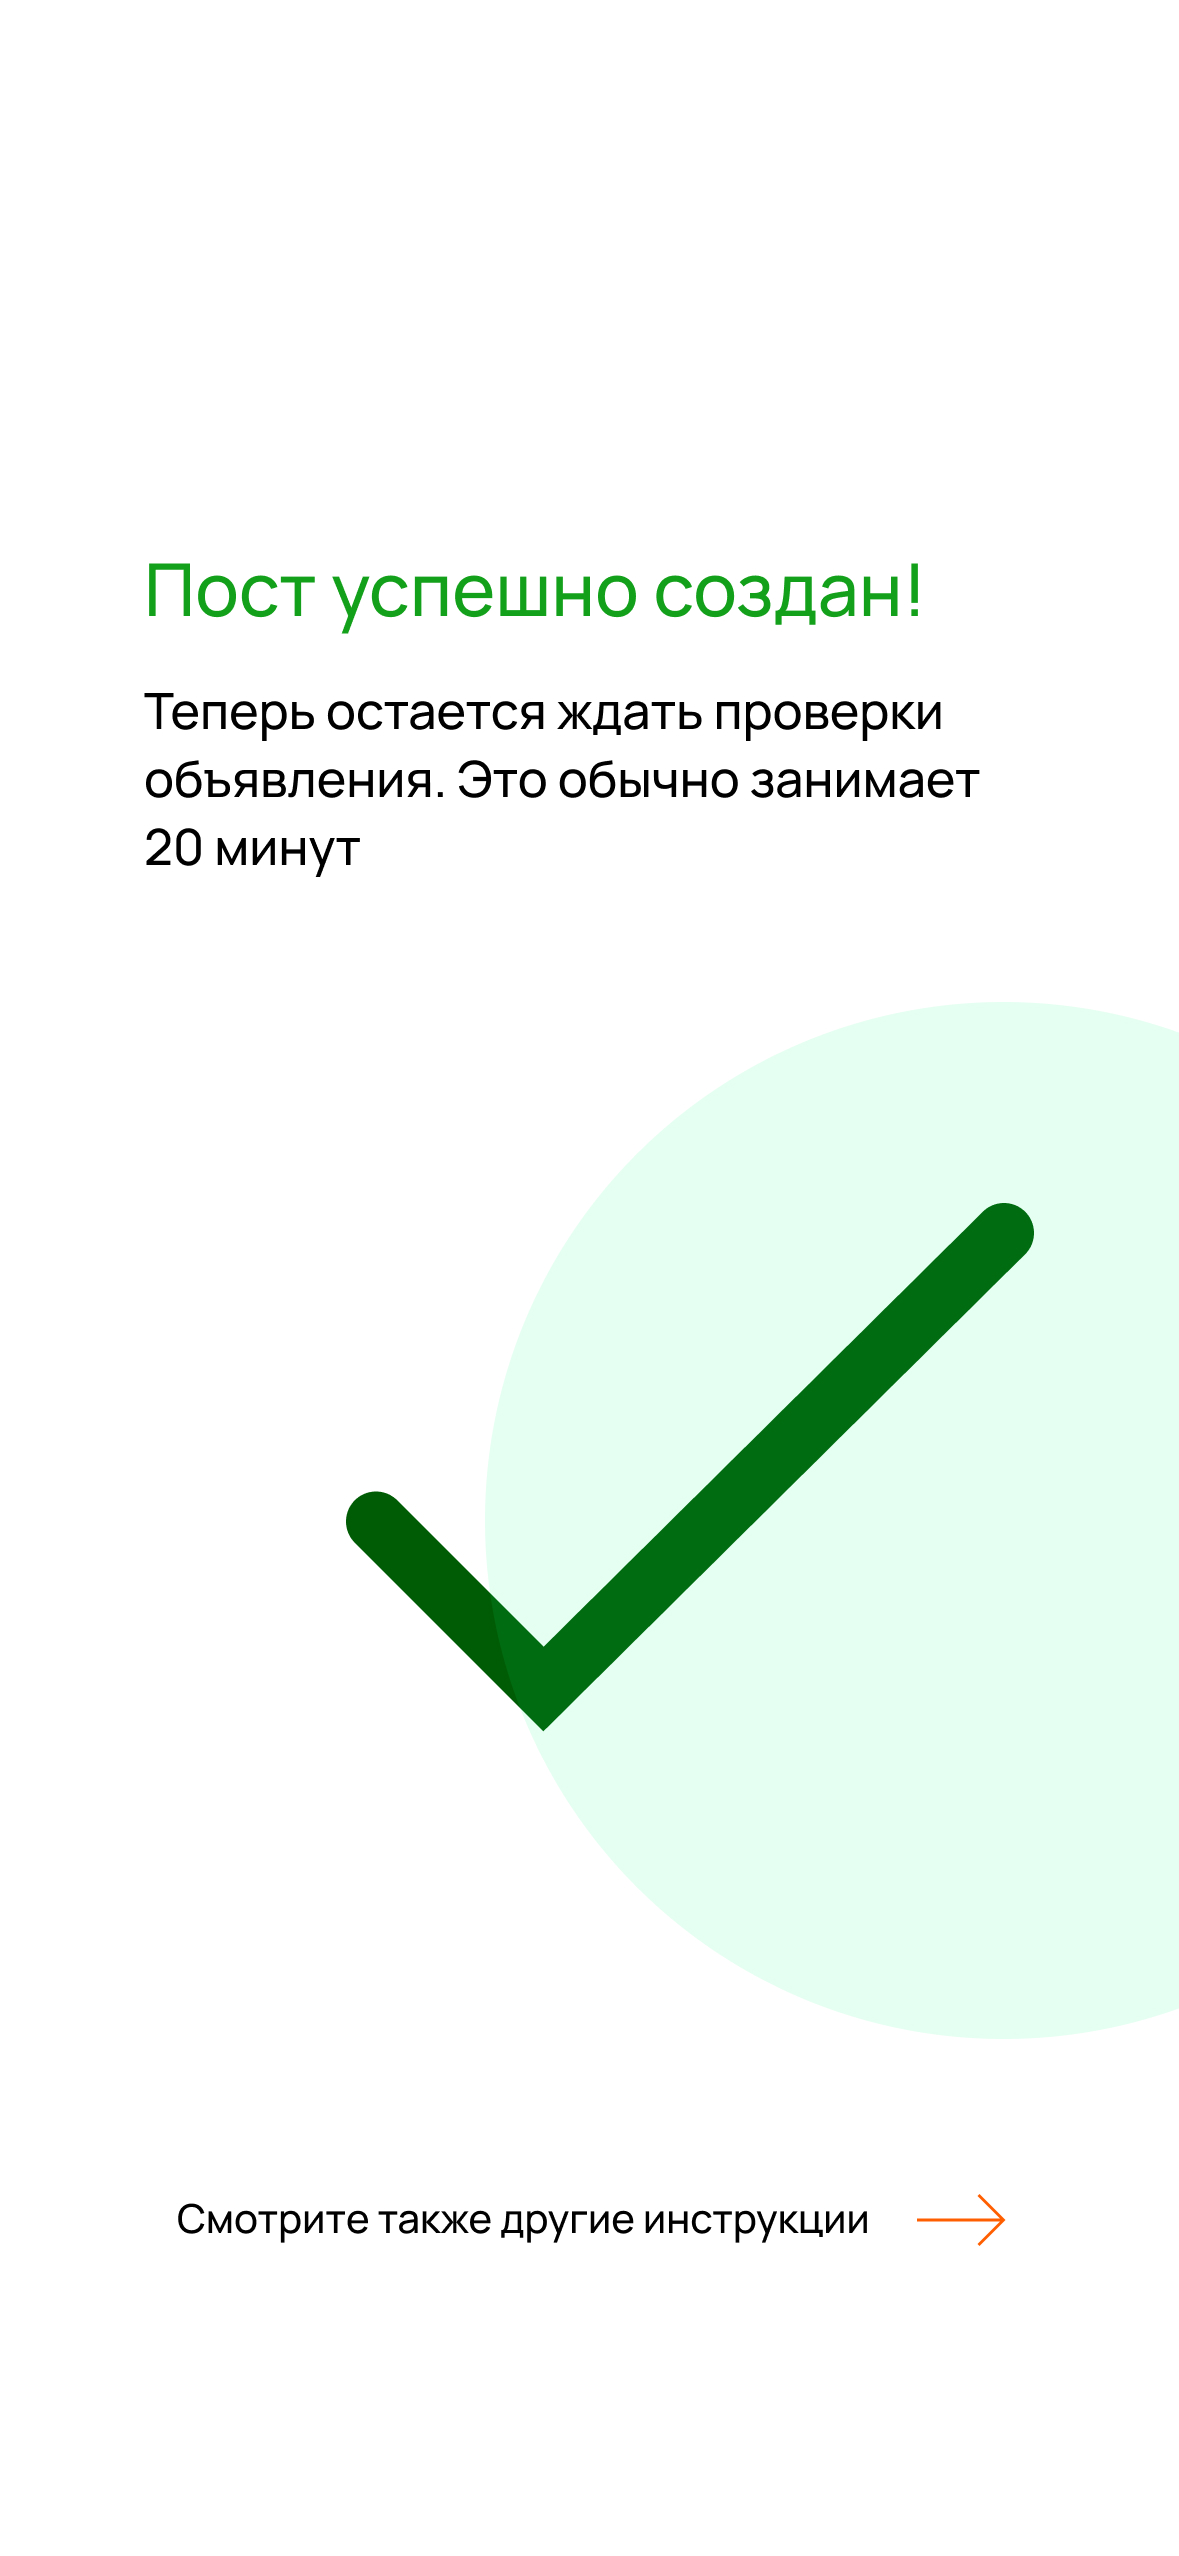 Пост успешно создан!
Теперь остается ждать проверки
объявления. Это обычно занимает
20 минут
Смотрите также другие инструкции